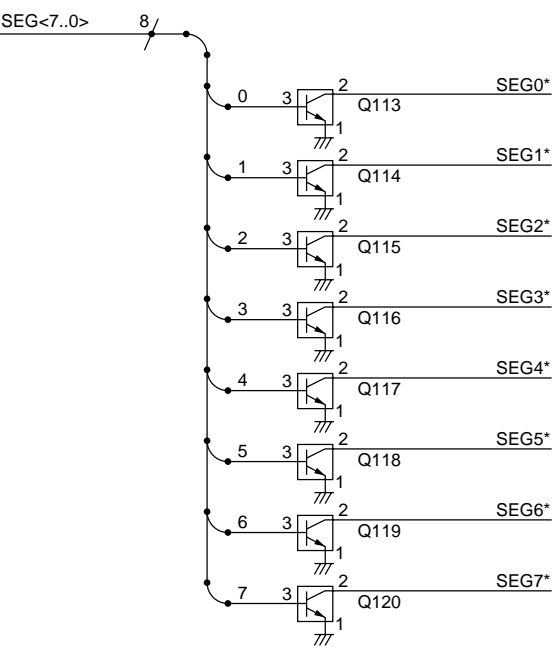 SEG<7..0> 8
2 SEG0*
0 3 Q113
1
2 SEG1*
1 3 Q114
1
2 SEG2*
2 3 Q115
1
2 SEG3*
3 3 Q116
1
2 SEG4*
4 3 Q117
1
2 SEG5*
5 3 Q118
1
2 SEG6*
6 3 Q119
1
2 SEG7*
7 3 Q120
1